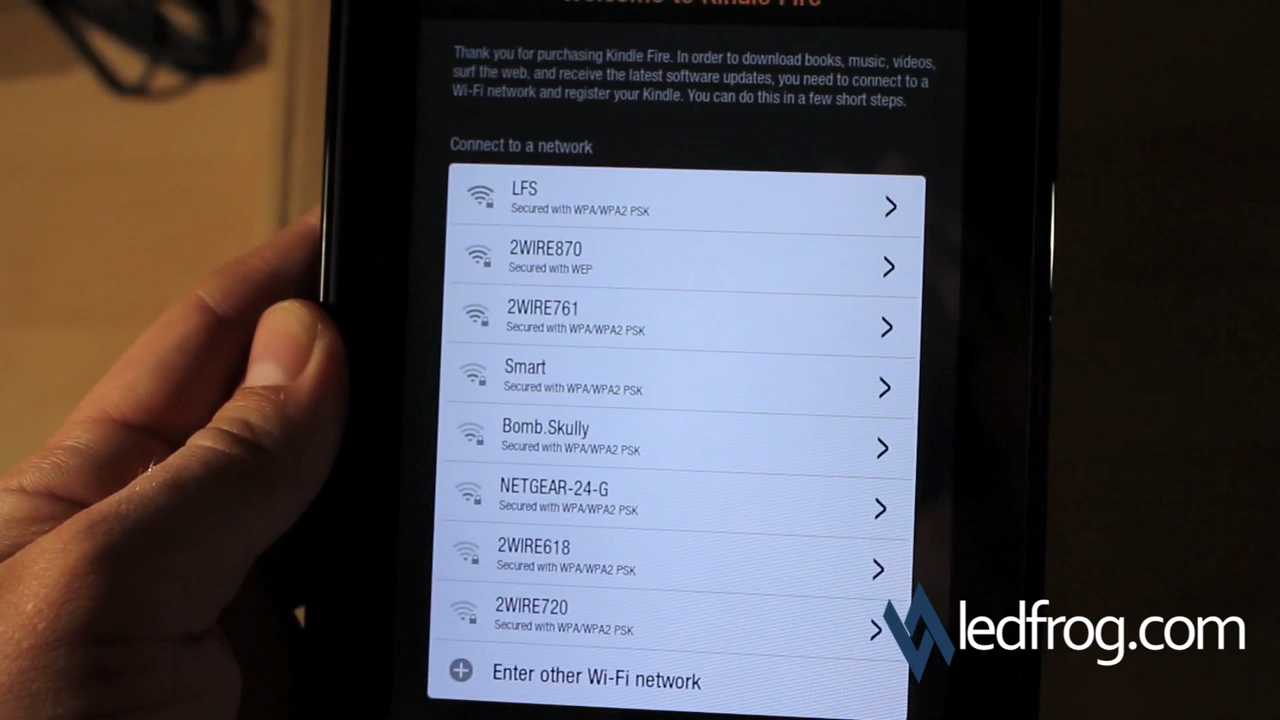 Welcome to Kindle Fire
Thank you for purchasing Kindle Fire. In order to download books, music, videos,
surf the web, and receive the latest software updates, you need to connect to a
Wi-Fi network and register your Kindle. You can do this in a few short steps.
Connect to a network
LFS
Secured with WPA/WPA2 PSK
2WIRE870
Secured with WEP
2WIRE761
Secured with WPA/WPA2 PSK
Smart
Secured with WPA/WPA2 PSK
Bomb.Skully
Secured with WPA/WPA2 PSK
NETGEAR-24-G
Secured with WPA/WPA2 PSK
2WIRE618
Secured with WPA/WPA2 PSK
2WIRE720
Secured with WPA/WPA2 PSK
Enter other Wi-Fi network
ledfrog.com